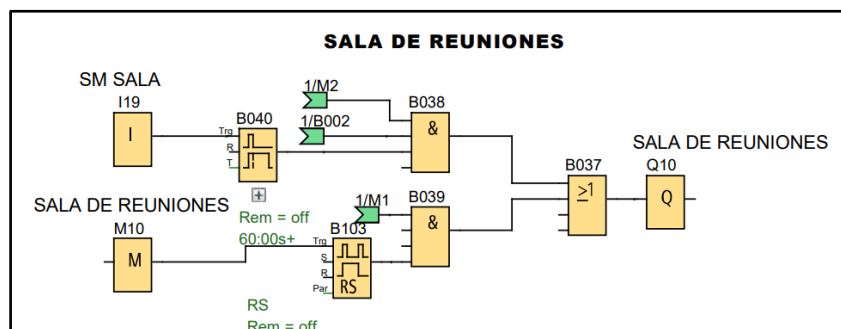 SALA DE REUNIONES
SM SALA
I19
I
B040
Trg
R
T
Rem = off
60:00s+
1/M2
1/B002
B038
&
SALA DE REUNIONES
M10
M
1/M1
B103
Trg
S
R
Par
RS
RS
Rem = off
B039
&
B037
≥1
SALA DE REUNIONES
Q10
Q